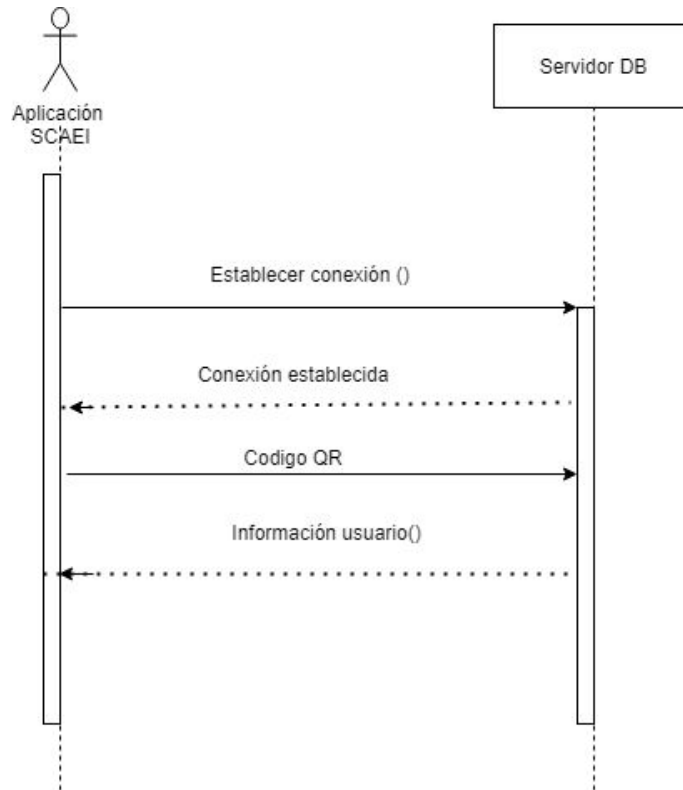 Servidor DB
Aplicación
SCAEI
Establecer conexión ()
Conexión establecida
Codigo QR
Información usuario()